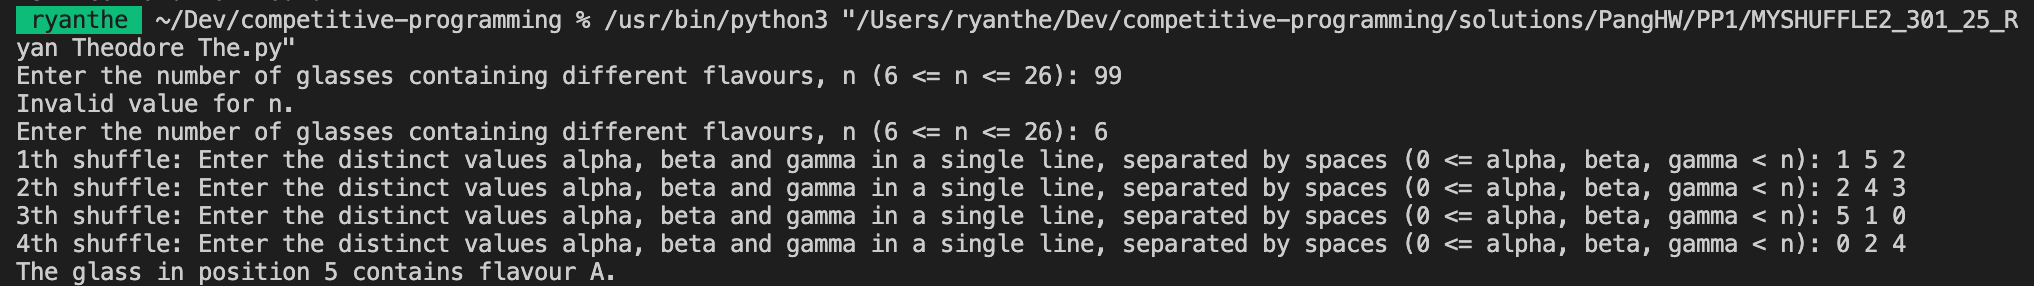 ryanthe ~/Dev/competitive-programming % /usr/bin/python3 "/Users/ryanthe/Dev/competitive-programming/solutions/PangHW/PP1/MYSHUFFLE2_301_25_R
yan Theodore The.py"
Enter the number of glasses containing different flavours, n (6 <= n <= 26): 99
Invalid value for n.
Enter the number of glasses containing different flavours, n (6 <= n <= 26): 6
1th shuffle: Enter the distinct values alpha, beta and gamma in a single line, separated by spaces (0 <= alpha, beta, gamma < n): 1 5 2
2th shuffle: Enter the distinct values alpha, beta and gamma in a single line, separated by spaces (0 <= alpha, beta, gamma < n): 2 4 3
3th shuffle: Enter the distinct values alpha, beta and gamma in a single line, separated by spaces (0 <= alpha, beta, gamma < n): 5 1 0
4th shuffle: Enter the distinct values alpha, beta and gamma in a single line, separated by spaces (0 <= alpha, beta, gamma < n): 0 2 4
The glass in position 5 contains flavour A.